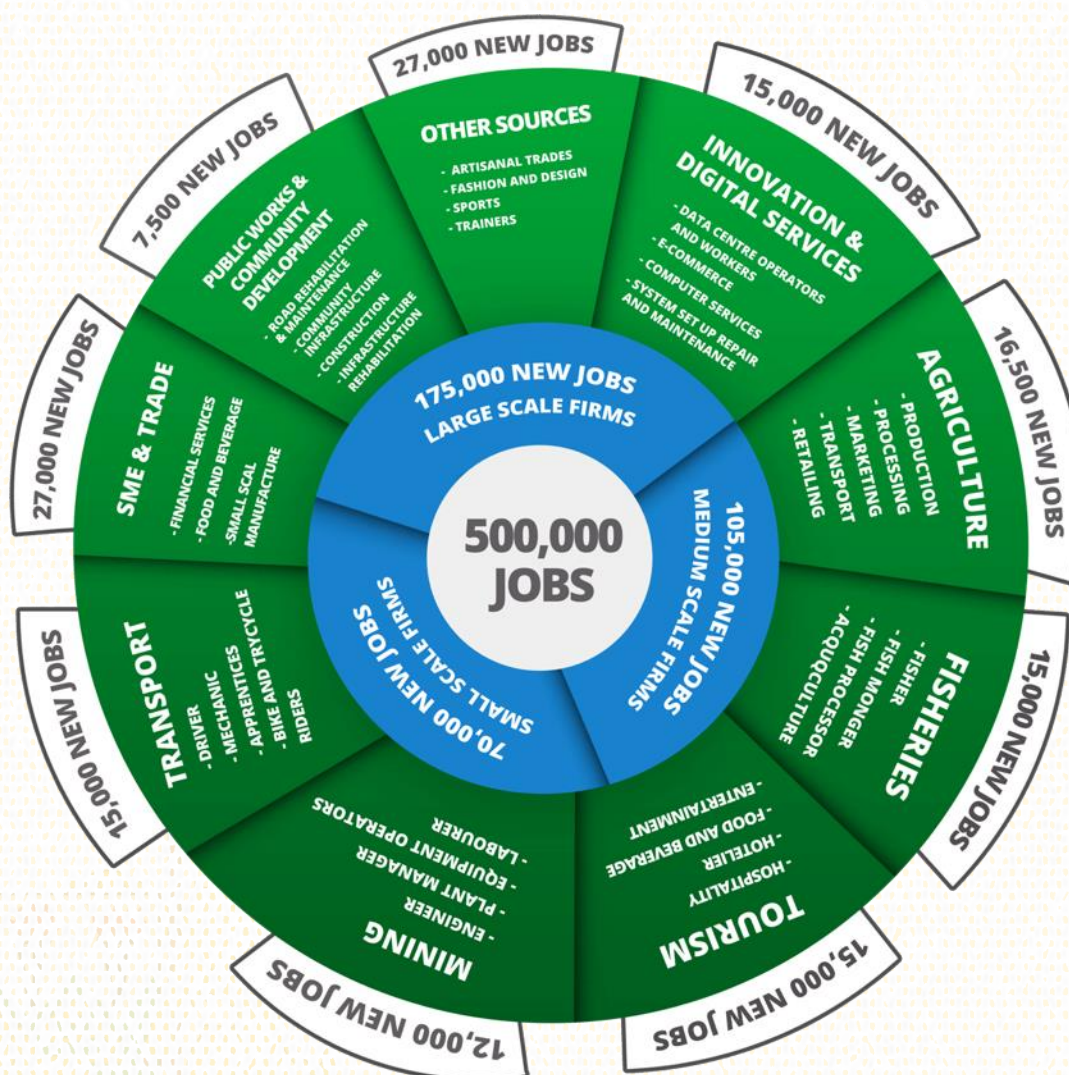 500,000
JOBS
175,000 NEW JOBS
LARGE SCALE FIRMS
105,000 NEW JOBS
MEDIUM SCALE FIRMS
70,000 NEW JOBS
SMALL SCALE FIRMS
27,000 NEW JOBS
OTHER SOURCES
- ARTISANAL TRADES
- FASHION AND DESIGN
- SPORTS
- TRAINERS
15,000 NEW JOBS
INNOVATION &
DIGITAL SERVICES
- DATA CENTRE OPERATORS
AND WORKERS
- E-COMMERCE
- COMPUTER SERVICES
- SYSTEM SET UP REPAIR
AND MAINTENANCE
16,500 NEW JOBS
AGRICULTURE
- PRODUCTION
- PROCESSING
- MARKETING
- TRANSPORT
- RETAILING
15,000 NEW JOBS
FISHERIES
- FISHER
- FISH MONGER
- FISH PROCESSOR
- ACQUQCULTURE
15,000 NEW JOBS
TOURISM
- HOSPITALITY
HOTELIER
-FOOD AND BEVERAGE
-ENTERTAINMENT
12,000 NEW JOBS
MINING
- ENGINEER
- PLANT MANAGER
- EQUIPMENT OPERATORS
- LABOURER
15,000 NEW JOBS
TRANSPORT
- DRIVER
- MECHANIC
- APPRENTICES
- BIKE AND TRYCYCLE
RIDERS
27,000 NEW JOBS
SME & TRADE
- FINANCIAL SERVICES
-FOOD AND BEVERAGE
-SMALL SCAL
MANUFACTURE
7,500 NEW JOBS
PUBLIC WORKS &
COMMUNITY
DEVELOPMENT
- ROAD REHABILITATION
& MAINTENANCE
- COMMUNITY
INFRASTRUCTURE
- CONSTRUCTION
- INFRASTRUCTURE
REHABILITATION